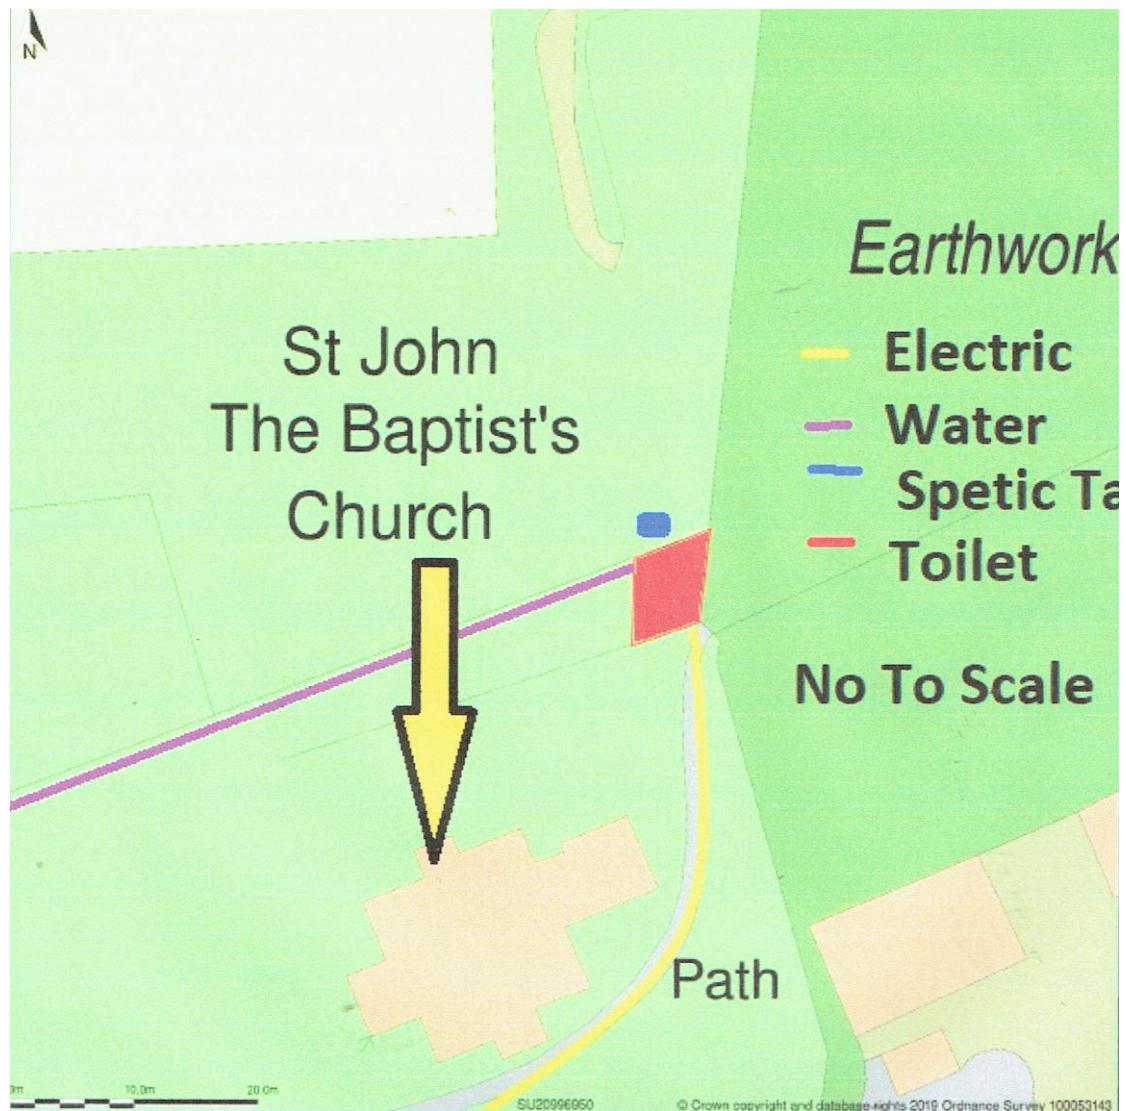 N
Earthwork
St John
The Baptist's
Church
Electric
Water
Spetic Ta
Toilet
No To Scale
Path
0m 10.0m 20.0m
SU20996950
© Crown copyright and database rights 2019 Ordnance Survey 100053143